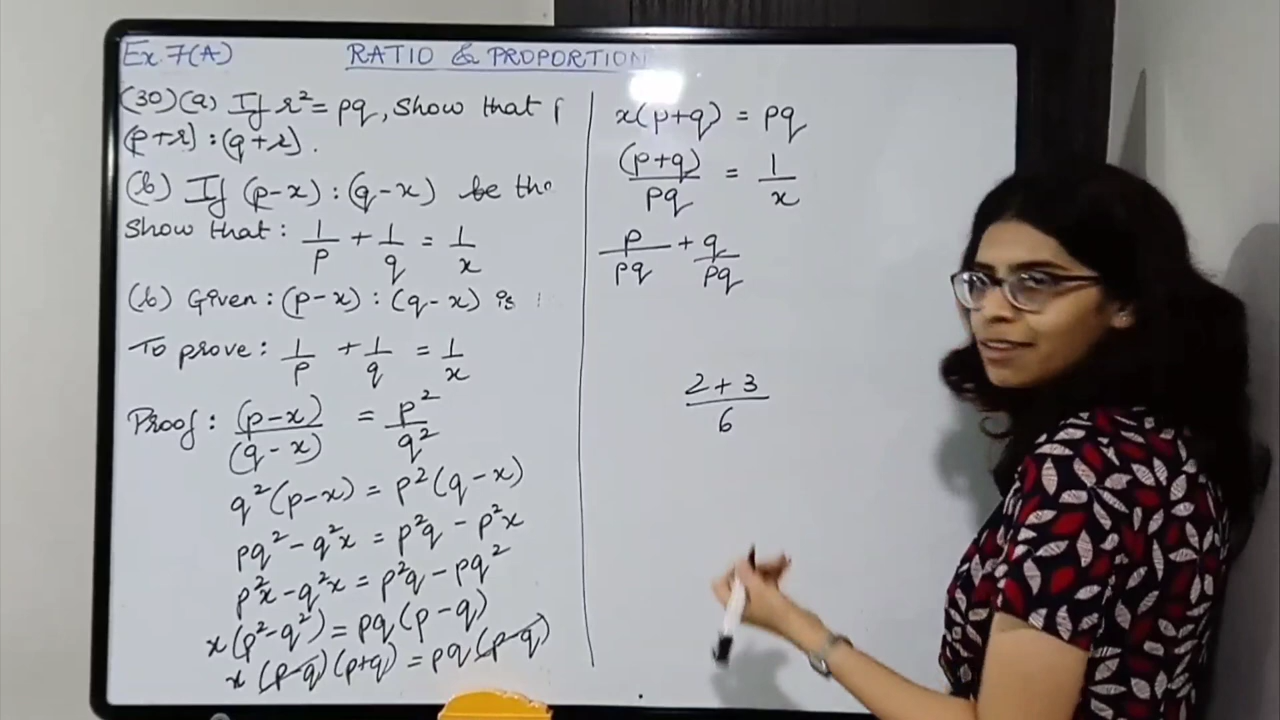 Ex. 7(A)
RATIO & PROPORTION
(30)(a) If r²= pq, show that p
(p+r) : (q+r).
(b) If (p-x) : (q-x) be the
show that: 1/p + 1/q = 1/x
(b) Given: (p-x) : (q-x) is
To prove: 1/p + 1/q = 1/x
Proof: (p-x)/(q-x) = p²/q²
q²(p-x) = p²(q-x)
pq² - q²x = p²q - p²x
p²x - q²x = p²q - pq²
x(p²-q²) = pq(p-q)
x(p-q)(p+q) = pq(p-q)
x(p+q) = pq
(p+q)/pq = 1/x
p/pq + q/pq
2+3/6